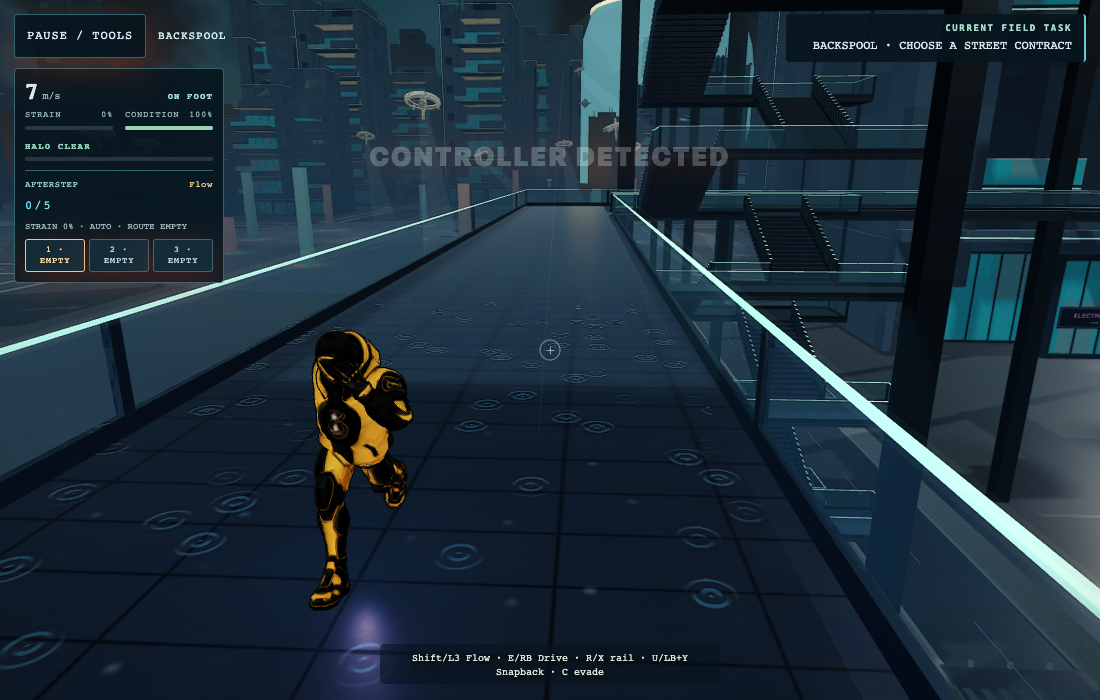 PAUSE / TOOLS
BACKSPOOL
7 m/s
ON FOOT
STRAIN 0%
CONDITION 100%
HALO CLEAR
AFTERSTEP
Flow
0 / 5
STRAIN 0% · AUTO · ROUTE EMPTY
1 ·
EMPTY
2 ·
EMPTY
3 ·
EMPTY
CURRENT FIELD TASK
BACKSPOOL · CHOOSE A STREET CONTRACT
CONTROLLER DETECTED
Shift/L3 Flow · E/RB Drive · R/X rail · U/LB+Y
Snapback · C evade